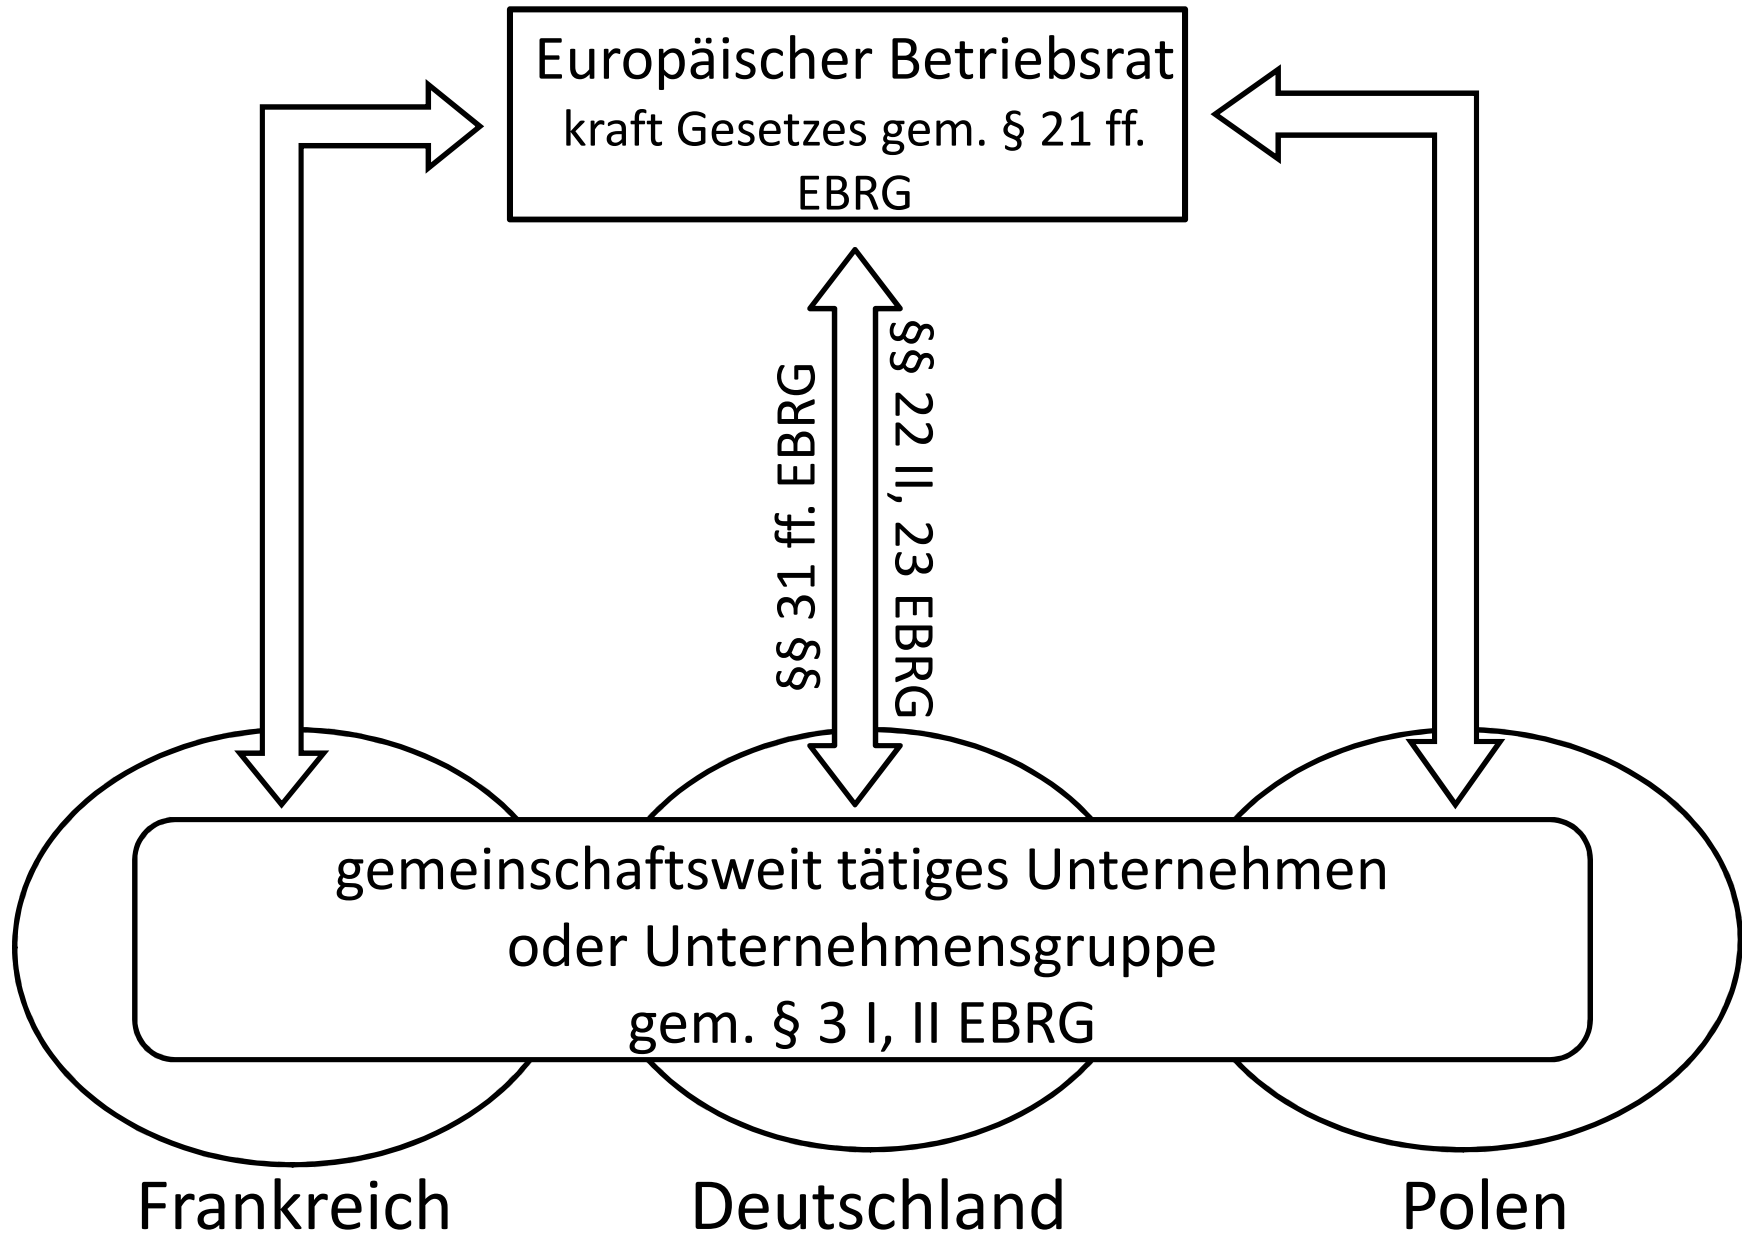 Europäischer Betriebsrat
kraft Gesetzes gem. § 21 ff.
EBRG
§§ 31 ff. EBRG
§§ 22 II, 23 EBRG
gemeinschaftsweit tätiges Unternehmen
oder Unternehmensgruppe
gem. § 3 I, II EBRG
Frankreich
Deutschland
Polen